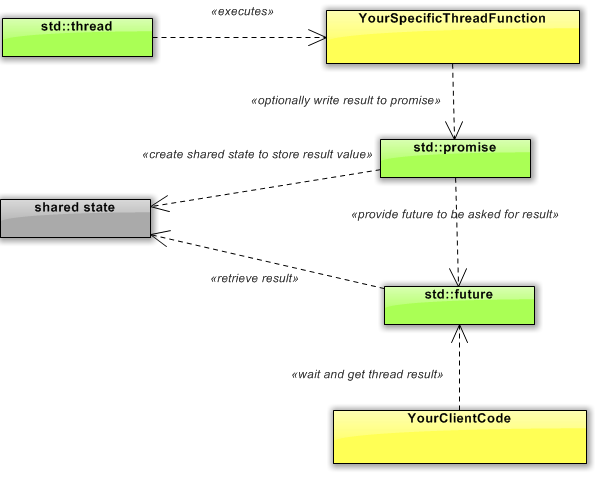 «executes»
std::thread
YourSpecificThreadFunction
«optionally write result to promise»
std::promise
«create shared state to store result value»
shared state
«provide future to be asked for result»
«retrieve result»
std::future
«wait and get thread result»
YourClientCode